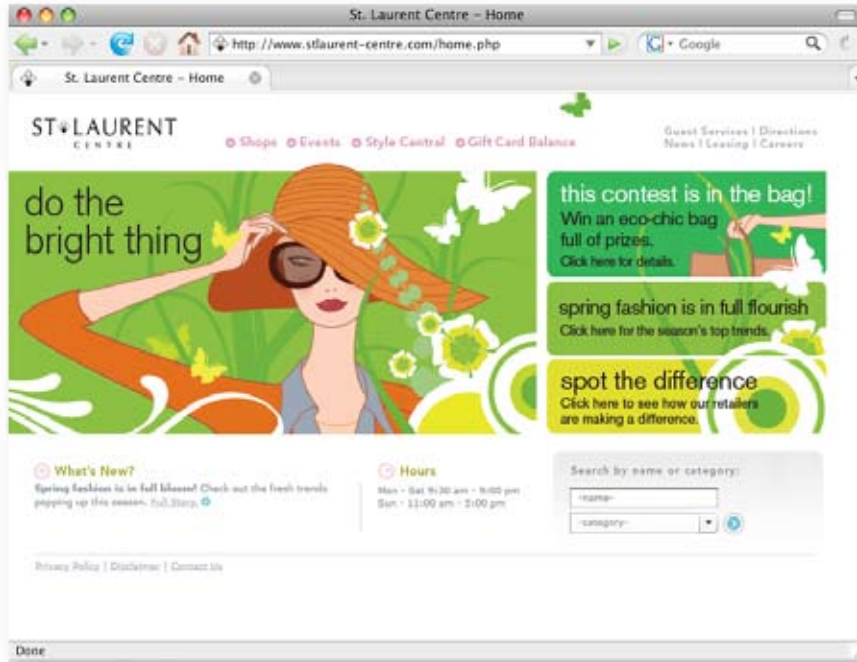 St. Laurent Centre – Home
http://www.stlaurent-centre.com/home.php
Google
St. Laurent Centre – Home
ST LAURENT
CENTRE
Shops Events Style Central Gift Card Balance
Guest Services | Directions
News | Leasing | Careers
do the
bright thing
this contest is in the bag!
Win an eco-chic bag
full of prizes.
Click here for details.
spring fashion is in full flourish
Click here for the season's top trends.
spot the difference
Click here to see how our retailers
are making a difference.
What's New?
Spring fashion is in full bloom! Check out the fresh trends
popping up this season. Full Story.
Hours
Mon - Sat 9:30 am - 9:00 pm
Sun - 11:00 am - 5:00 pm
Search by name or category:
-name-
-category-
Privacy Policy | Disclaimer | Contact Us
Done